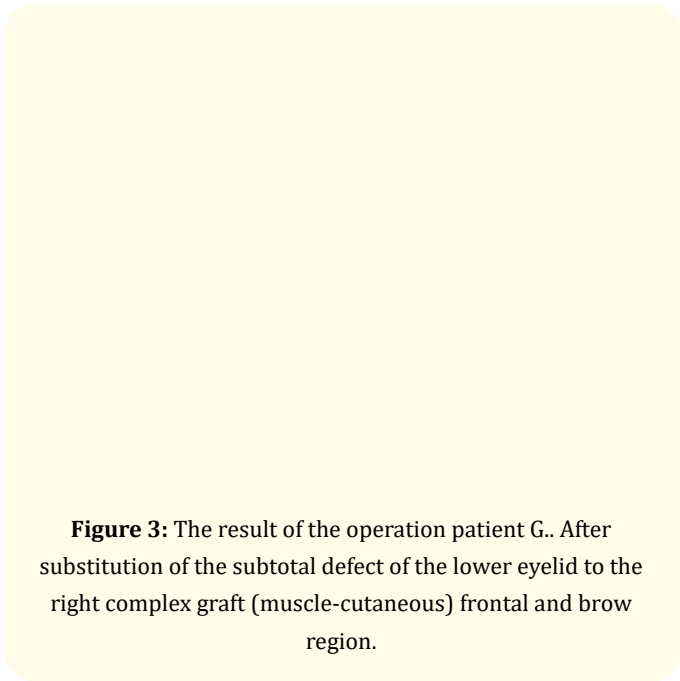 Figure 3: The result of the operation patient G.. After
substitution of the subtotal defect of the lower eyelid to the
right complex graft (muscle-cutaneous) frontal and brow
region.